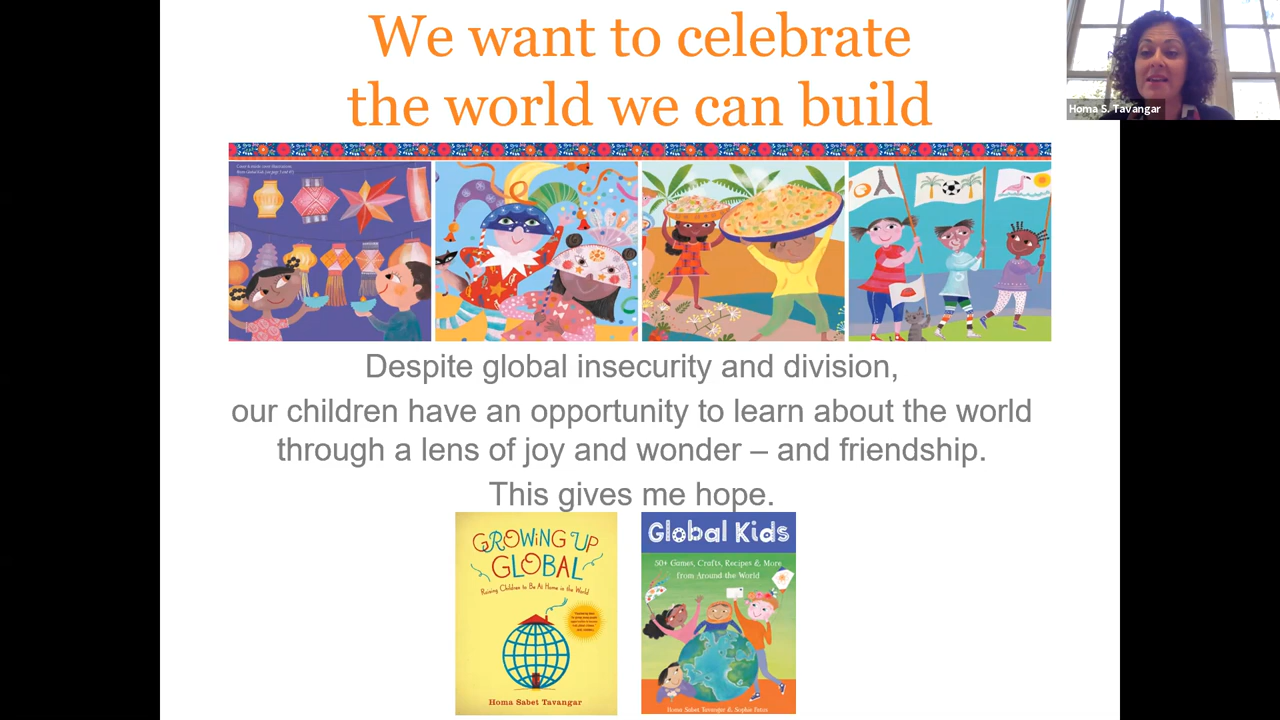 We want to celebrate
the world we can build
Homa S. Tavangar
Despite global insecurity and division,
our children have an opportunity to learn about the world
through a lens of joy and wonder – and friendship.
This gives me hope.
GROWING UP
GLOBAL
Raising Children to Be At Home in the World
Homa Sabet Tavangar
Global Kids
50+ Games, Crafts, Recipes & More
from Around the World
Homa Sabet Tavangar & Sophie Fatus